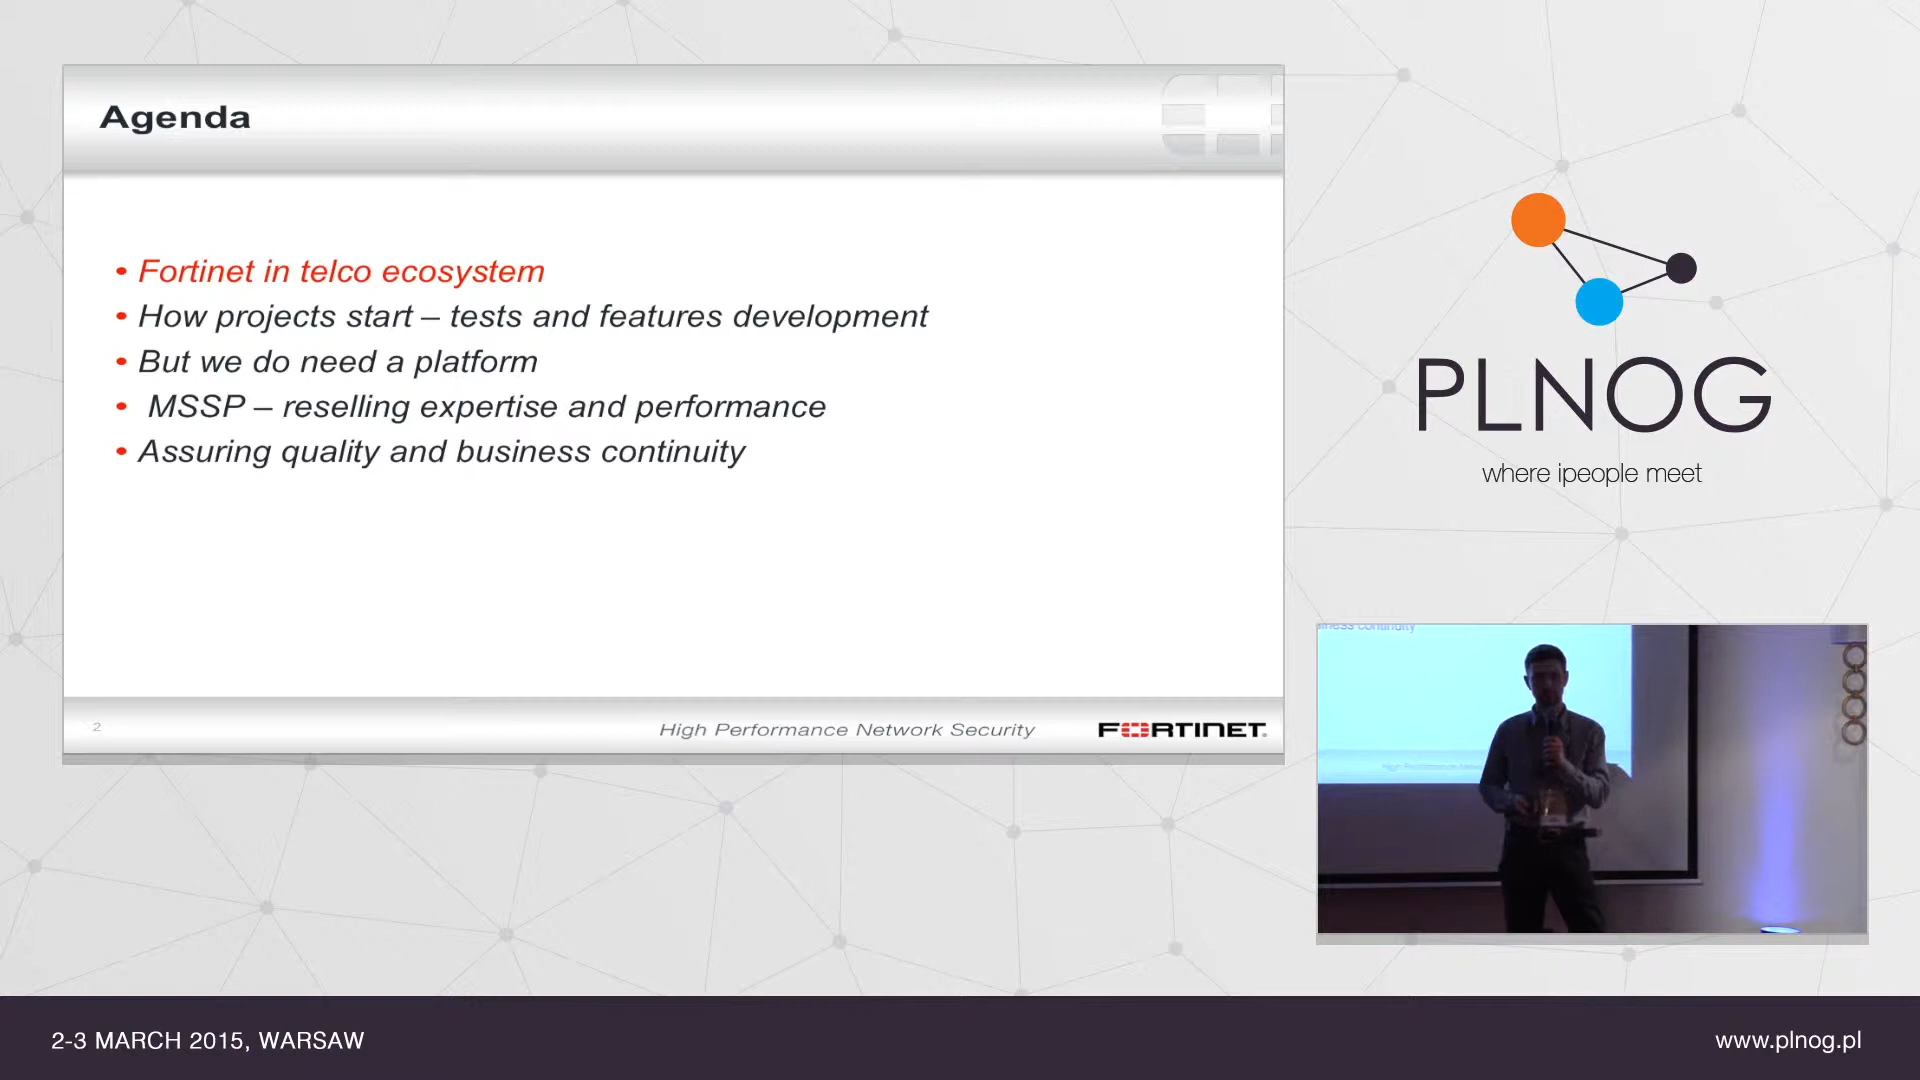 Agenda
• Fortinet in telco ecosystem
• How projects start – tests and features development
• But we do need a platform
• MSSP – reselling expertise and performance
• Assuring quality and business continuity
2
High Performance Network Security
FORTINET.
PLNOG
where ipeople meet
continuity
2-3 MARCH 2015, WARSAW
www.plnog.pl